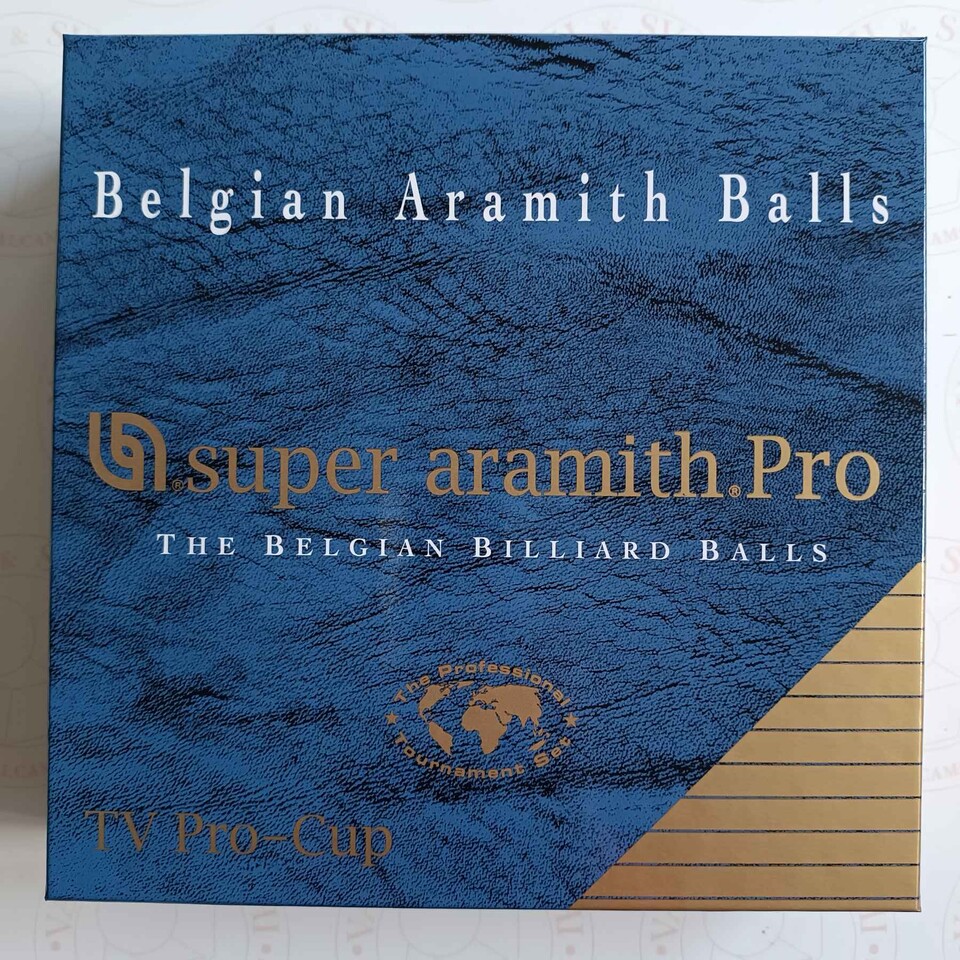 Belgian Aramith Balls
® super aramith® Pro
THE BELGIAN BILLIARD BALLS
The Professional
Tournament Set
TV Pro-Cup